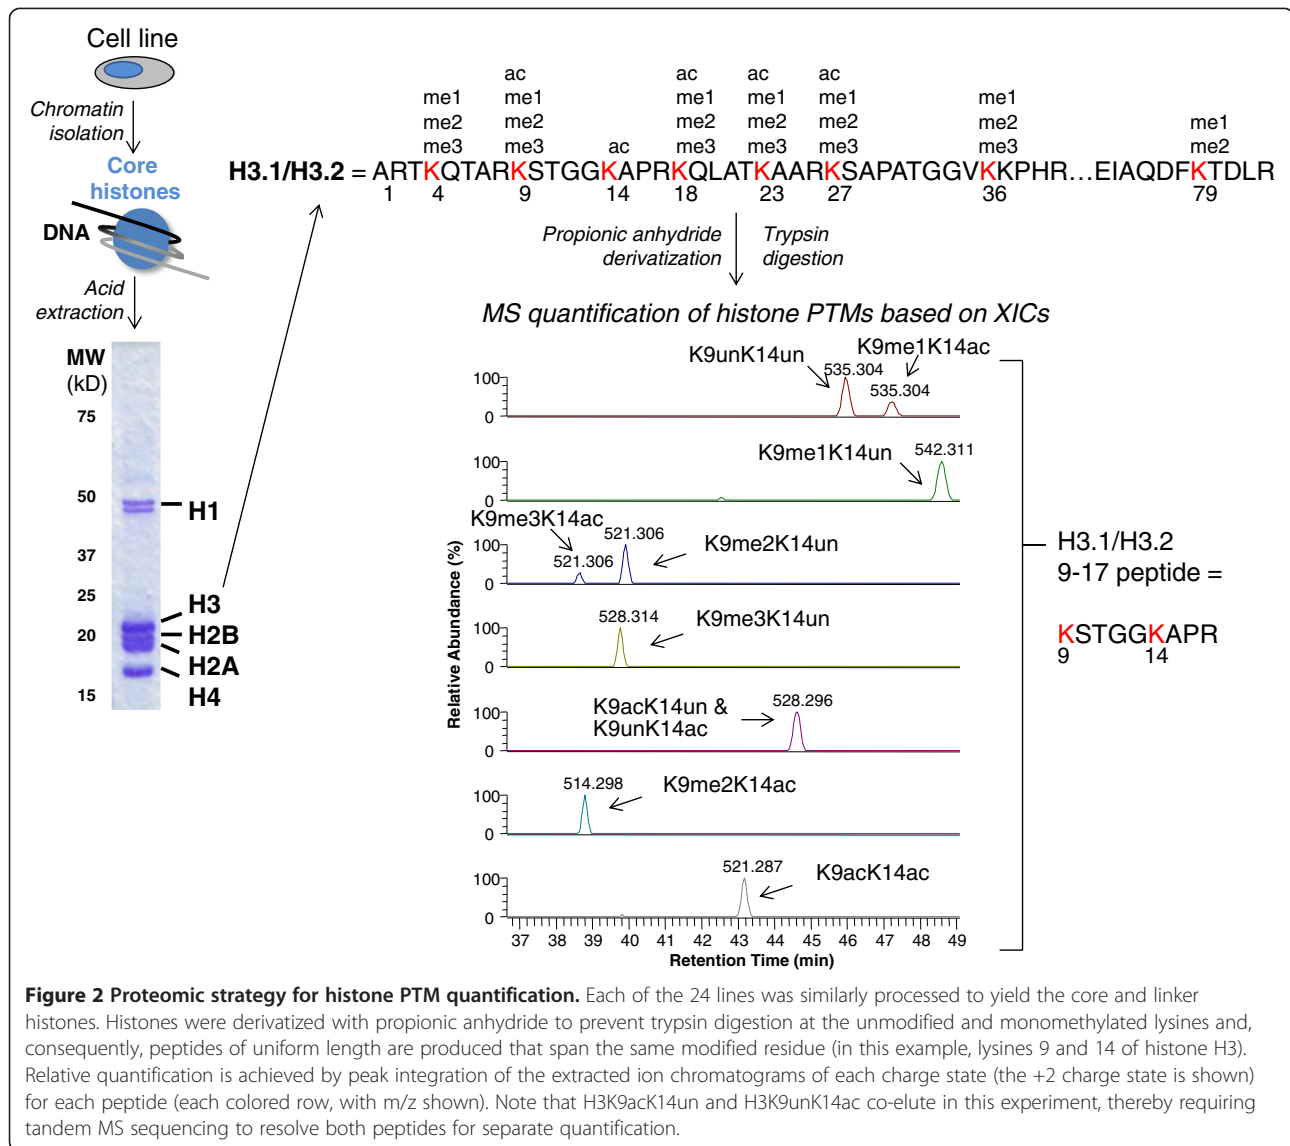 Cell line
Chromatin
isolation
Core
histones
DNA
Acid
extraction
MW
(kD)
75
50
37
25
20
15
H1
H3
H2B
H2A
H4
ac ac ac ac
me1 me1 me1 me1 me1 me1 me1
me2 me2 me2 me2 me2 me2 me2
me3 me3 ac me3 me3 me3 me3
H3.1/H3.2 = ARTKQTARKSTGGKAPRKQLATKAARKSAPATGGVKKPHR...EIAQDFKTDLR
1 4 9 14 18 23 27 36 79
Propionic anhydride
derivatization
Trypsin
digestion
MS quantification of histone PTMs based on XICs
K9unK14un
K9me1K14ac
535.304
535.304
100
0
K9me1K14un
542.311
100
0
K9me3K14ac
521.306
521.306
K9me2K14un
100
0
528.314
K9me3K14un
100
0
K9acK14un &
K9unK14ac
528.296
100
0
514.298
K9me2K14ac
100
0
521.287
K9acK14ac
100
0
Relative Abundance (%)
37 38 39 40 41 42 43 44 45 46 47 48 49
Retention Time (min)
H3.1/H3.2
9-17 peptide =
KSTGGKAPR
9 14
Figure 2 Proteomic strategy for histone PTM quantification. Each of the 24 lines was similarly processed to yield the core and linker
histones. Histones were derivatized with propionic anhydride to prevent trypsin digestion at the unmodified and monomethylated lysines and,
consequently, peptides of uniform length are produced that span the same modified residue (in this example, lysines 9 and 14 of histone H3).
Relative quantification is achieved by peak integration of the extracted ion chromatograms of each charge state (the +2 charge state is shown)
for each peptide (each colored row, with m/z shown). Note that H3K9acK14un and H3K9unK14ac co-elute in this experiment, thereby requiring
tandem MS sequencing to resolve both peptides for separate quantification.